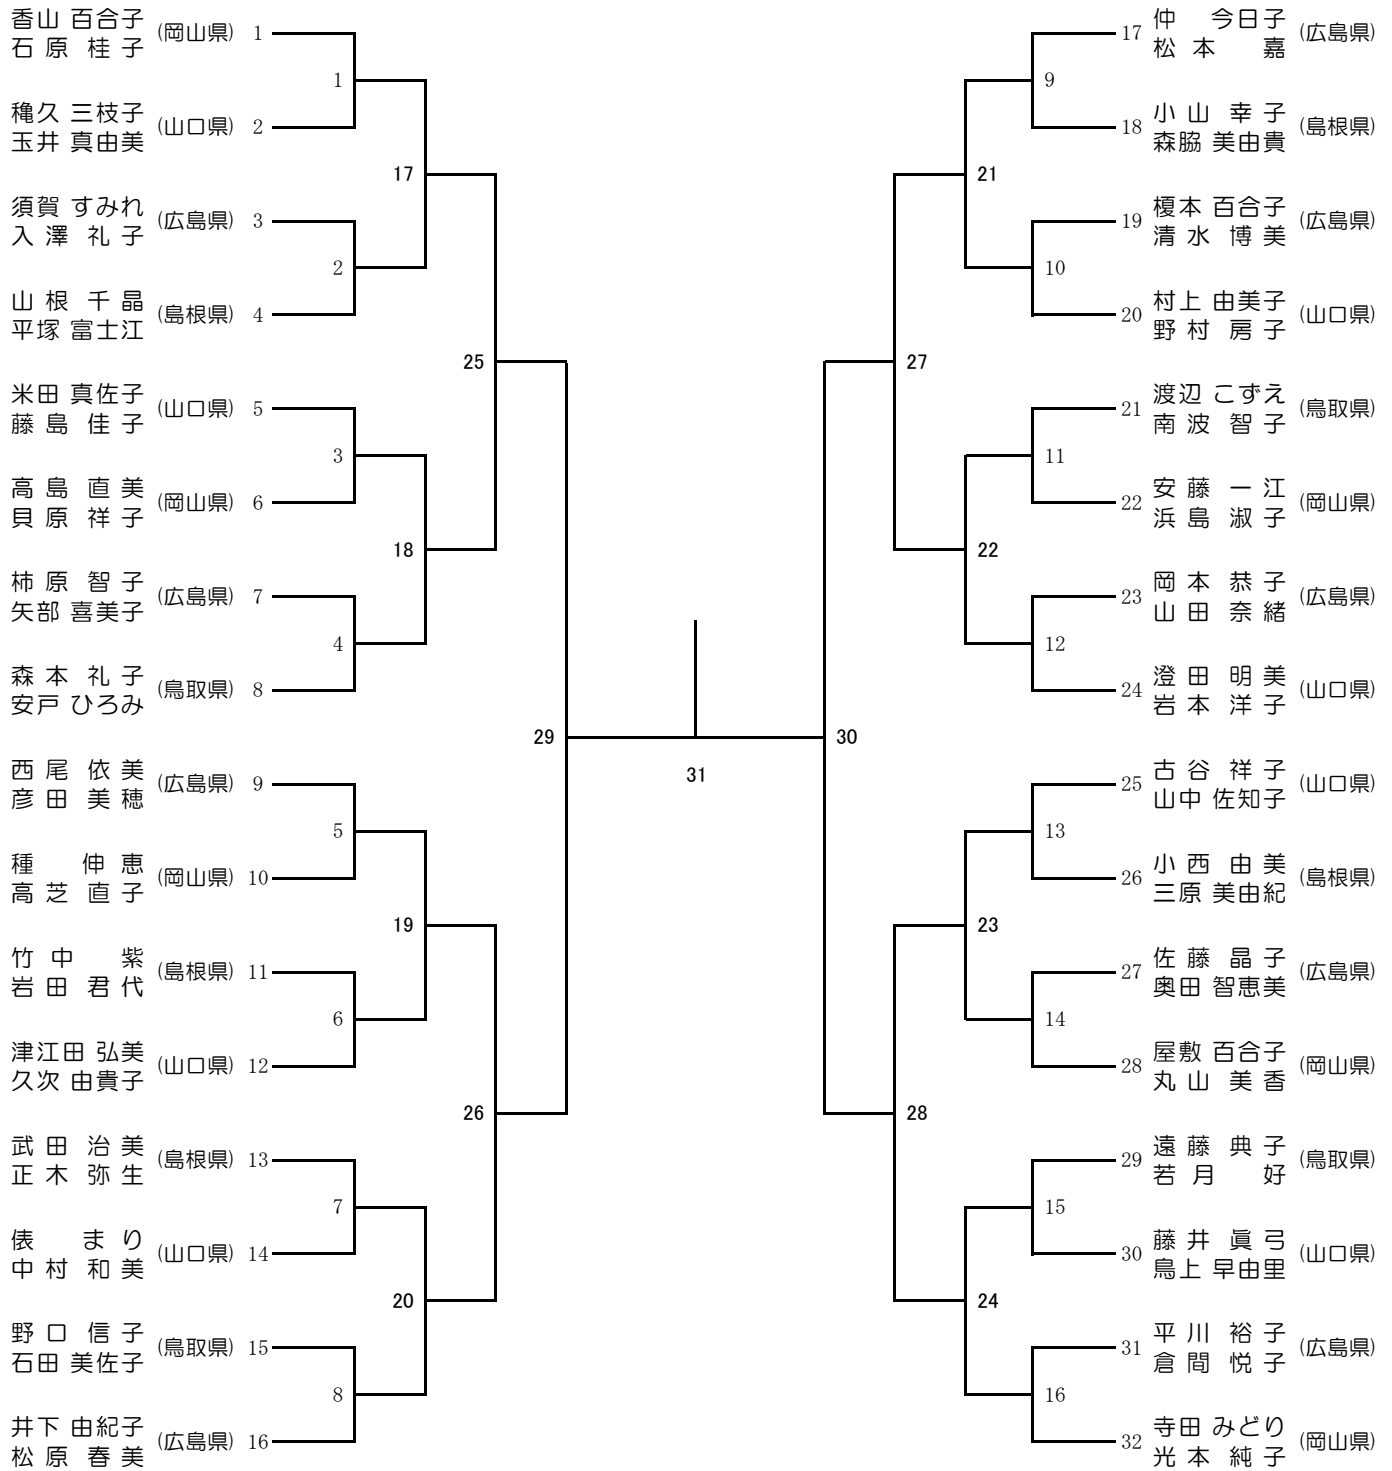 香山 百合子
石原 桂子
(岡山県) 1
1
穐久 三枝子
玉井 真由美
(山口県) 2
17
須賀 すみれ
入澤 礼子
(広島県) 3
2
山根 千晶
平塚 富士江
(島根県) 4
25
米田 真佐子
藤島 佳子
(山口県) 5
3
高島 直美
貝原 祥子
(岡山県) 6
18
柿原 智子
矢部 喜美子
(広島県) 7
4
森本 礼子
安戸 ひろみ
(鳥取県) 8
29
西尾 依美
彦田 美穂
(広島県) 9
5
種 伸恵
高芝 直子
(岡山県) 10
19
竹中 紫
岩田 君代
(島根県) 11
6
津江田 弘美
久次 由貴子
(山口県) 12
26
武田 治美
正木 弥生
(島根県) 13
7
俵 まり
中村 和美
(山口県) 14
20
野口 信子
石田 美佐子
(鳥取県) 15
8
井下 由紀子
松原 春美
(広島県) 16
31
17 仲 今日子
松本 嘉
(広島県)
9
18 小山 幸子
森脇 美由貴
(島根県)
21
19 榎本 百合子
清水 博美
(広島県)
10
20 村上 由美子
野村 房子
(山口県)
27
21 渡辺 こずえ
南波 智子
(鳥取県)
11
22 安藤 一江
浜島 淑子
(岡山県)
22
23 岡本 恭子
山田 奈緒
(広島県)
12
24 澄田 明美
岩本 洋子
(山口県)
30
25 古谷 祥子
山中 佐知子
(山口県)
13
26 小西 由美
三原 美由紀
(島根県)
23
27 佐藤 晶子
奥田 智恵美
(広島県)
14
28 屋敷 百合子
丸山 美香
(岡山県)
28
29 遠藤 典子
若月 好
(鳥取県)
15
30 藤井 眞弓
鳥上 早由里
(山口県)
24
31 平川 裕子
倉間 悦子
(広島県)
16
32 寺田 みどり
光本 純子
(岡山県)